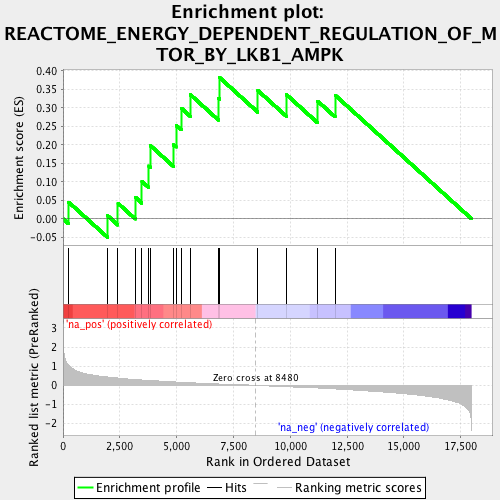 Enrichment plot:
REACTOME_ENERGY_DEPENDENT_REGULATION_OF_M
TOR_BY_LKB1_AMPK
Enrichment score (ES)
0.40
0.35
0.30
0.25
0.20
0.15
0.10
0.05
0.00
-0.05
'na_pos' (positively correlated)
Ranked list metric (PreRanked)
3
2
1
0
-1
-2
Zero cross at 8480
'na_neg' (negatively correlated)
0 2,500 5,000 7,500 10,000 12,500 15,000 17,500
Rank in Ordered Dataset
Enrichment profile Hits Ranking metric scores